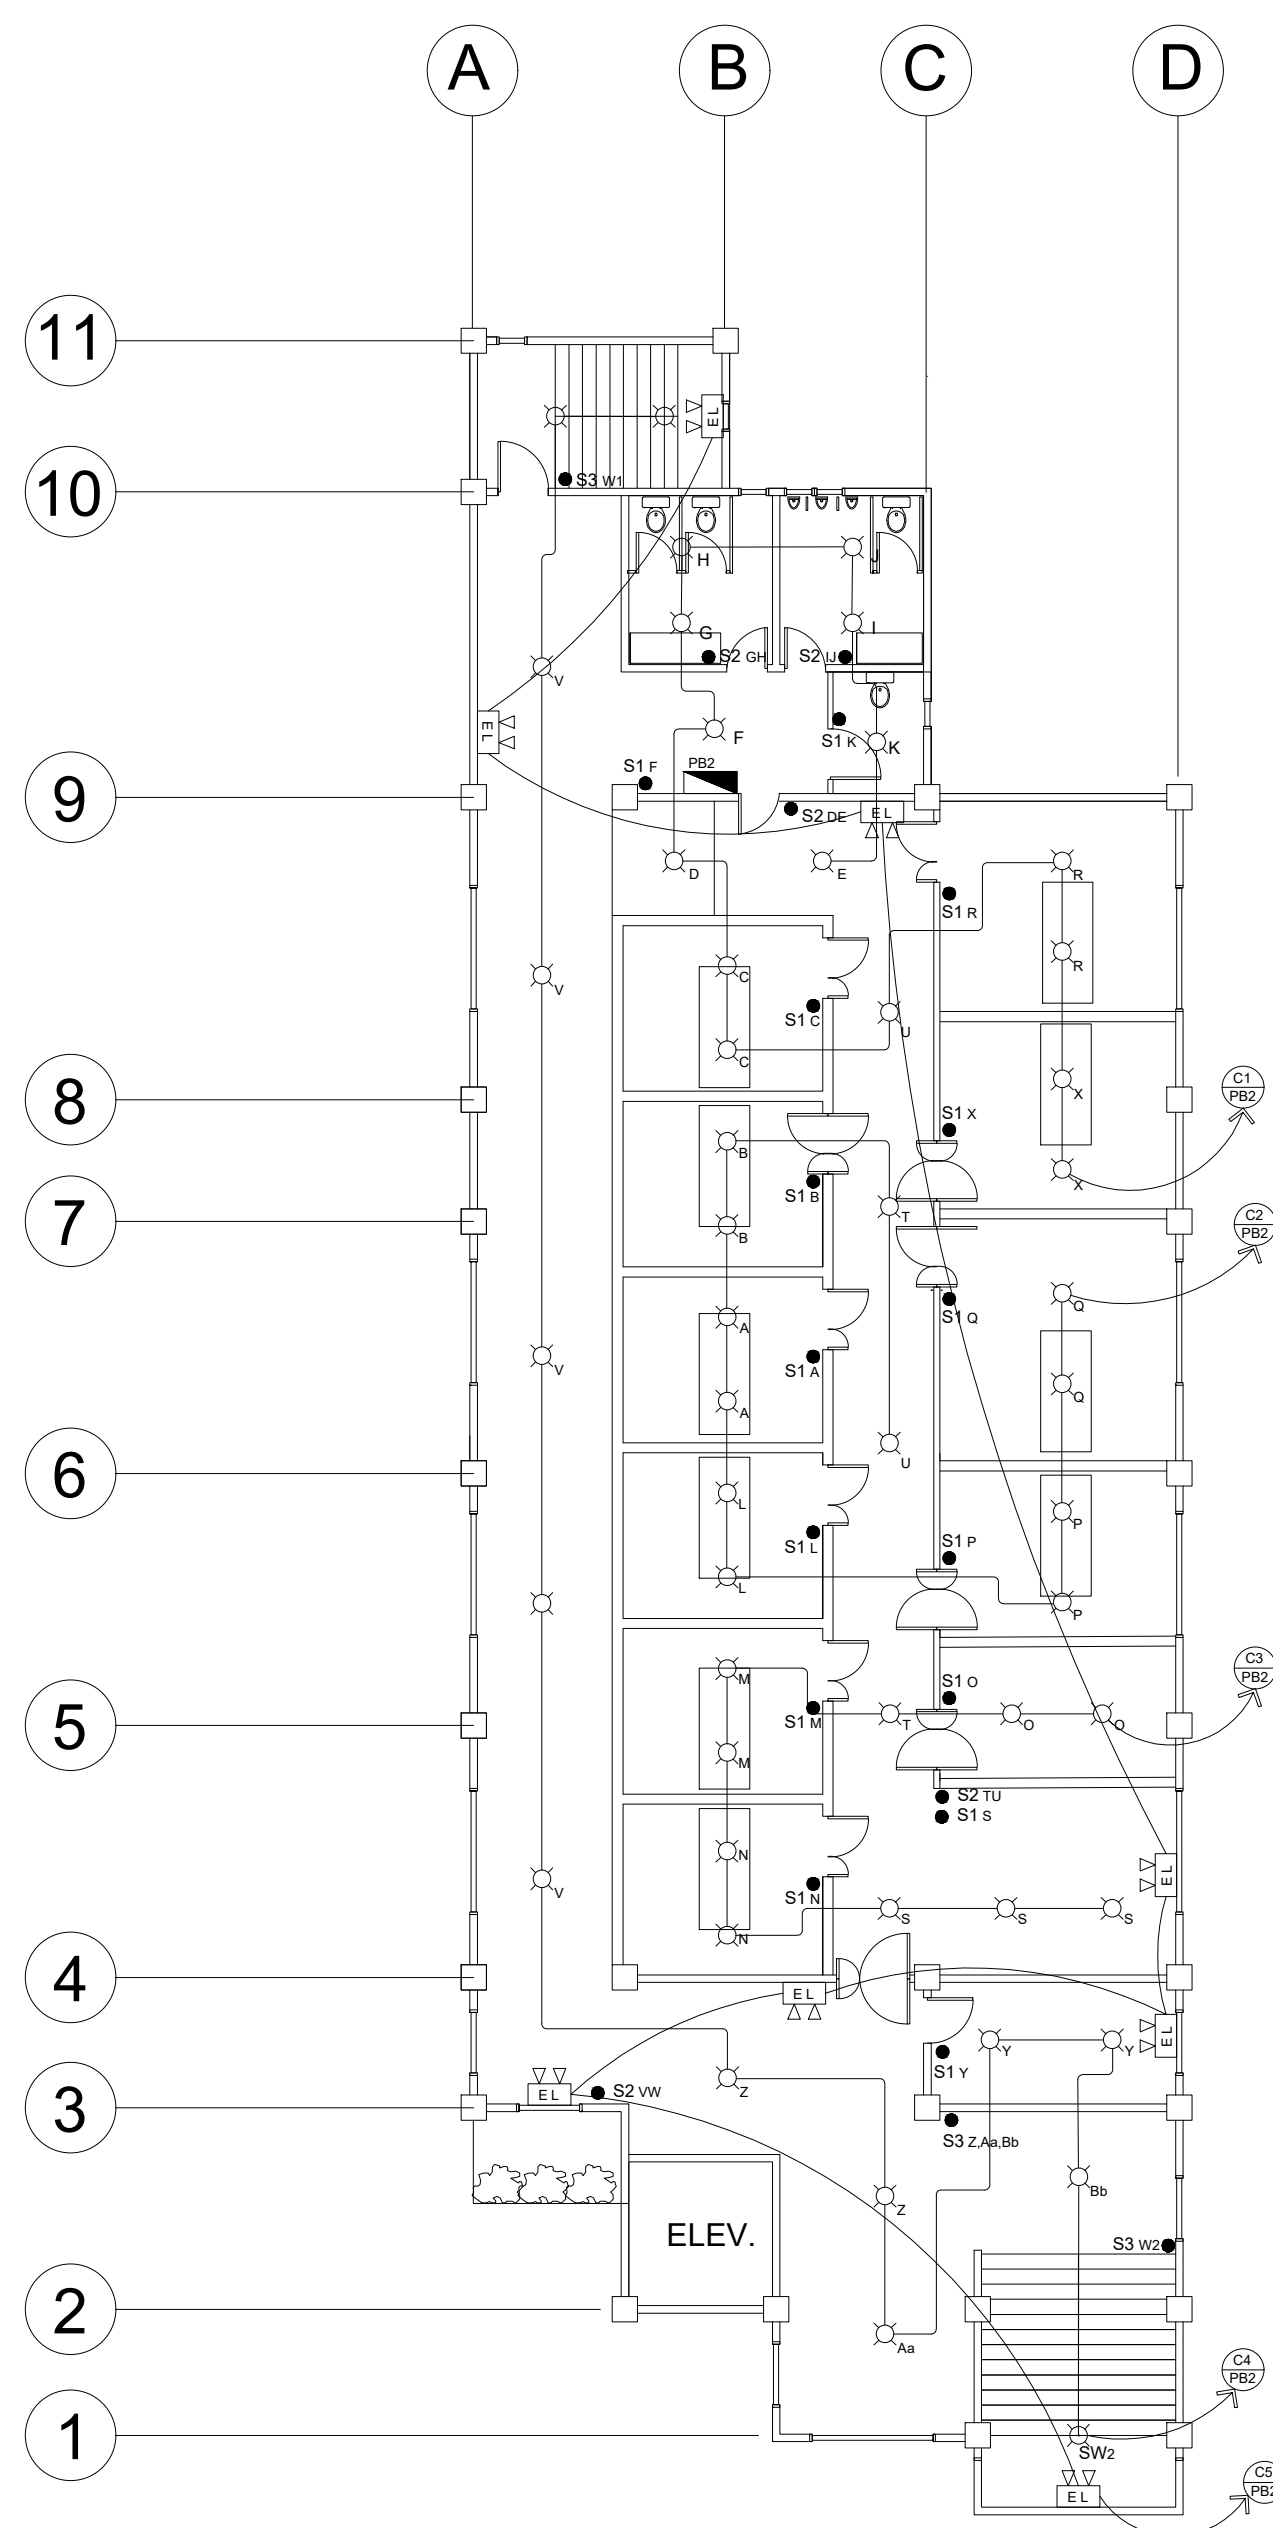 A B C D
11
EL
10
S3 W1
H J
G I
S2 GH S2 IJ
V
EL
S1 K
F K
S1 F PB2
9
S2 DE EL
D E R
S1 R
C R
V
S1 C U
C
8
C1
PB2
X
S1 X
B
X
S1 B
7
T
B
C2
PB2
Q
S1 Q
A
V
S1 A
Q
A
U
6
L
P
S1 L
S1 P
L
P
M
C3
PB2
S1 O
5
S1 M T O O
M
S2 TU
S1 S
N
EL
V
S1 N
S S S
N
4
EL
EL
Y Y
S1 Y
Z
EL S2 VW
3
S3 Z,Aa,Bb
Bb
Z
ELEV.
S3 W2
2
Aa
C4
PB2
1
SW2
C5
PB2
EL